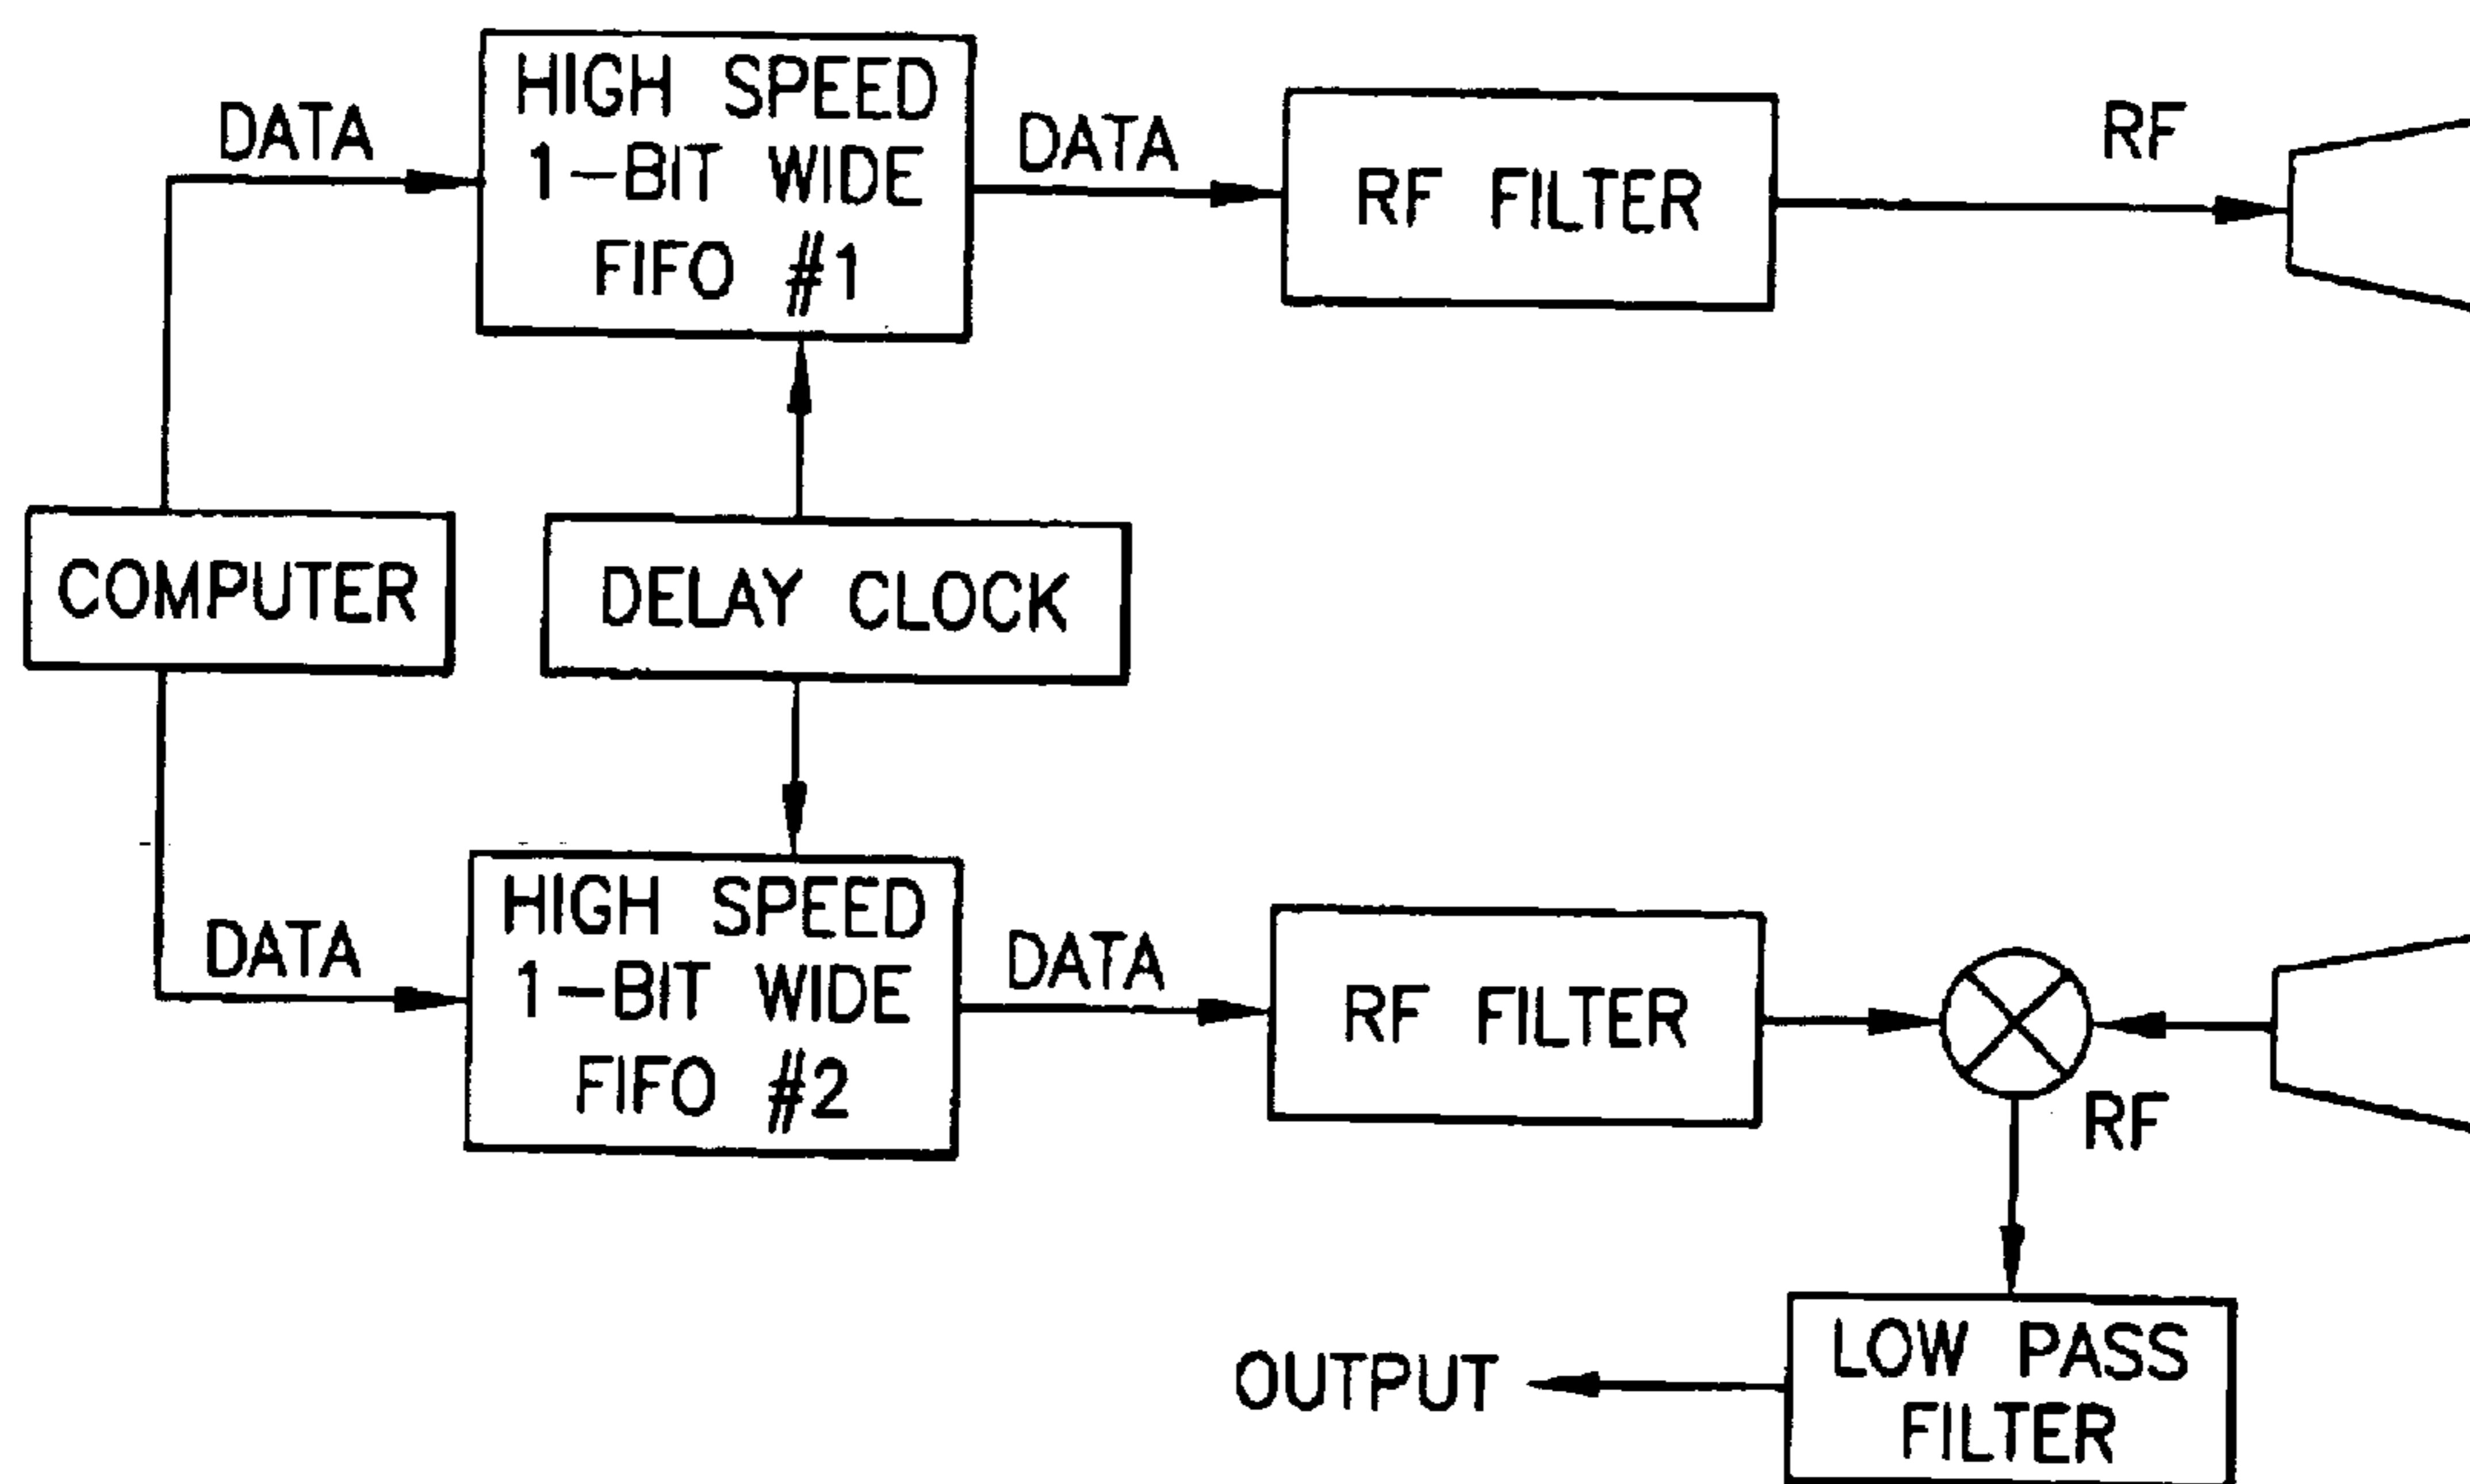 HIGH SPEED
1-BIT WIDE
FIFO #1
DATA
DATA
RF FILTER
RF
COMPUTER
DELAY CLOCK
HIGH SPEED
1-BIT WIDE
FIFO #2
DATA
DATA
RF FILTER
RF
LOW PASS
FILTER
OUTPUT